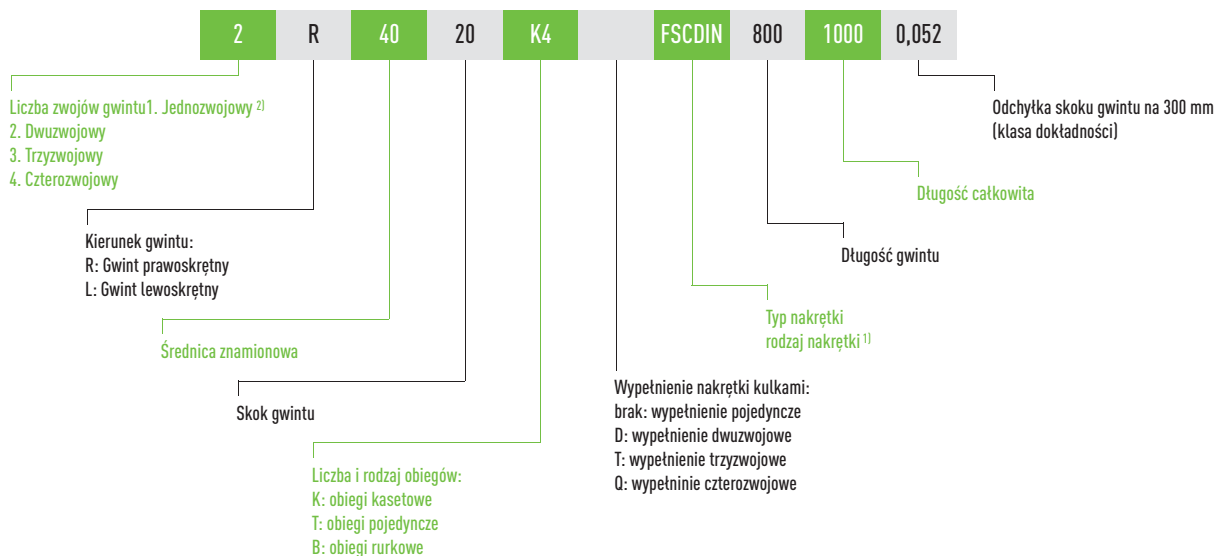 2 R 40 20 K4 FSCDIN 800 1000 0,052
Liczba zwojów gwintu1. Jednozwojowy 2)
2. Dwuzwojowy
3. Trzyzwojowy
4. Czterozwojowy
Odchyłka skoku gwintu na 300 mm
(klasa dokładności)
Długość całkowita
Kierunek gwintu:
R: Gwint prawoskrętny
L: Gwint lewoskrętny
Długość gwintu
Typ nakrętki
rodzaj nakrętki 1)
Średnica znamionowa
Wypełnienie nakrętki kulkami:
brak: wypełnienie pojedyncze
D: wypełnienie dwuzwojowe
T: wypełnienie trzyzwojowe
Q: wypełninie czterozwojowe
Skok gwintu
Liczba i rodzaj obiegów:
K: obiegi kasetowe
T: obiegi pojedyncze
B: obiegi rurkowe